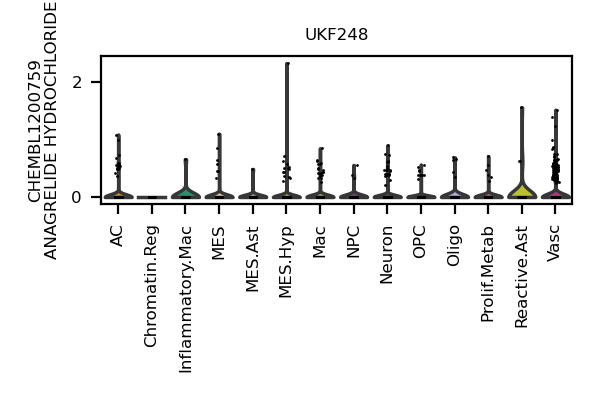 UKF248
CHEMBL1200759
ANAGRELIDE HYDROCHLORIDE
2
0
AC
Chromatin.Reg
Inflammatory.Mac
MES
MES.Ast
MES.Hyp
Mac
NPC
Neuron
OPC
Oligo
Prolif.Metab
Reactive.Ast
Vasc